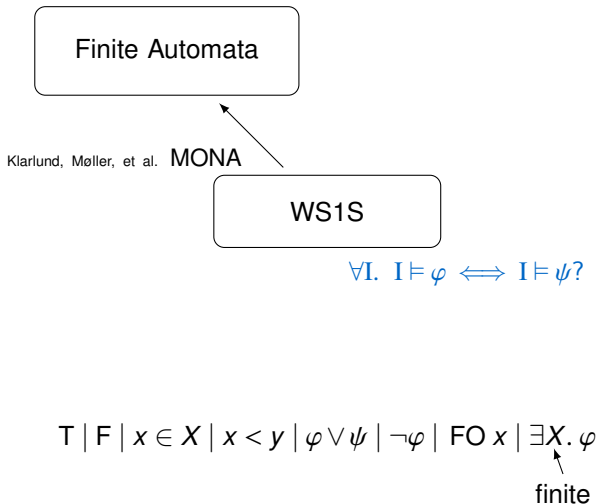 Finite Automata
Klarlund, Møller, et al. MONA
WS1S
∀I. I ⊨ φ ⟺ I ⊨ ψ?
T | F | x ∈ X | x < y | φ ∨ ψ | ¬φ | FO x | ∃X. φ
finite